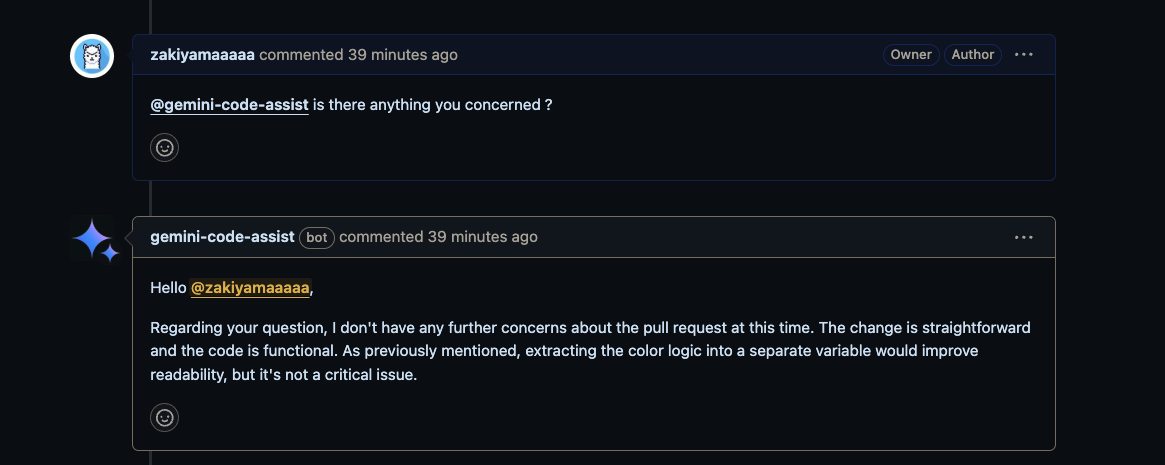 zakiyamaaaaa commented 39 minutes ago Owner Author
@gemini-code-assist is there anything you concerned ?
gemini-code-assist bot commented 39 minutes ago
Hello @zakiyamaaaaa,
Regarding your question, I don't have any further concerns about the pull request at this time. The change is straightforward
and the code is functional. As previously mentioned, extracting the color logic into a separate variable would improve
readability, but it's not a critical issue.